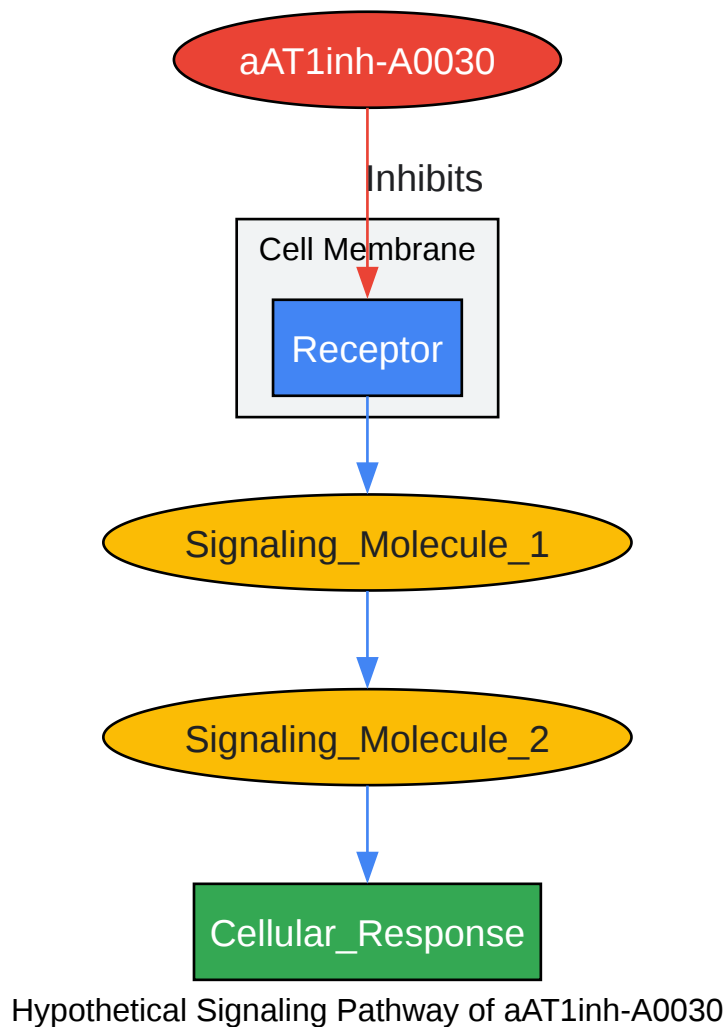 aAT1inh-A0030
Inhibits
Cell Membrane
Receptor
Signaling_Molecule_1
Signaling_Molecule_2
Cellular_Response
Hypothetical Signaling Pathway of aAT1inh-A0030